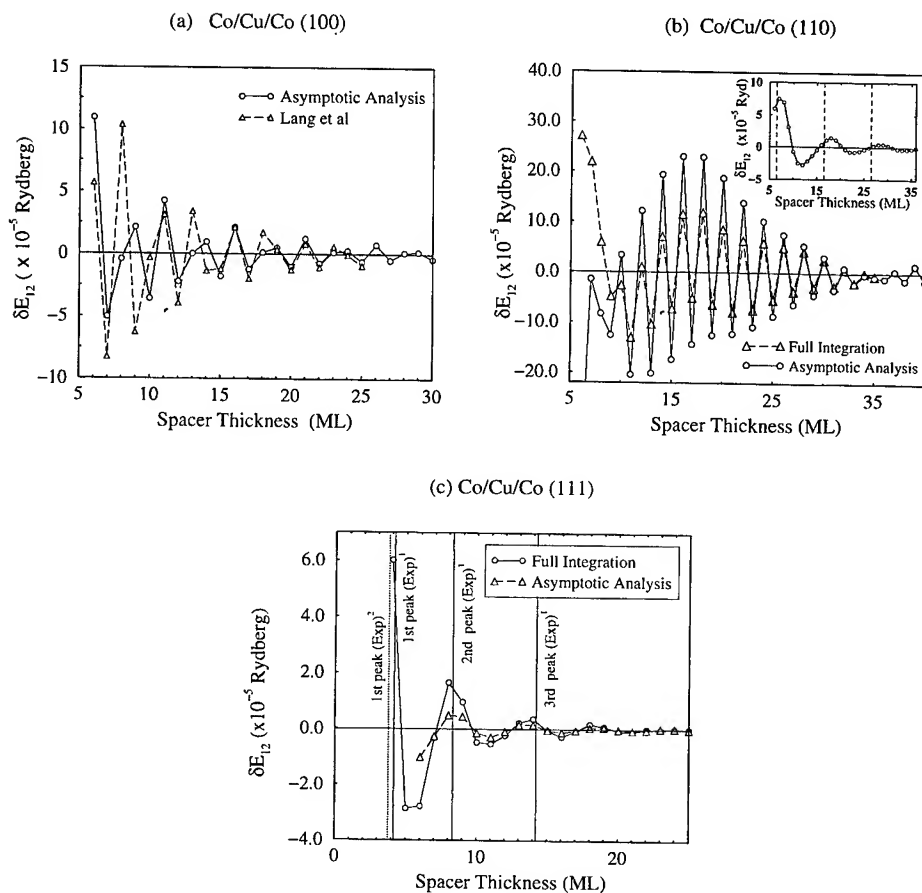 (a) Co/Cu/Co (100)
15
10
5
0
−5
−10
5
10
15
20
25
30
δE12 ( x 10-5 Rydberg)
Spacer Thickness (ML)
Asymptotic Analysis
Lang et al
(b) Co/Cu/Co (110)
40.0
30.0
20.0
10.0
0.0
−10.0
−20.0
5
15
25
35
δE12 (x10-5 Rydberg)
Spacer Thickness (ML)
Full Integration
Asymptotic Analysis
10
5
0
−5
5
15
25
35
δE12 (x10-5 Ryd)
Spacer Thickness (ML)
(c) Co/Cu/Co (111)
6.0
4.0
2.0
0.0
−2.0
−4.0
0
10
20
δE12 (x10-5 Rydberg)
Spacer Thickness (ML)
Full Integration
Asymptotic Analysis
1st peak (Exp)2
1st peak (Exp)1
2nd peak (Exp)1
3rd peak (Exp)1